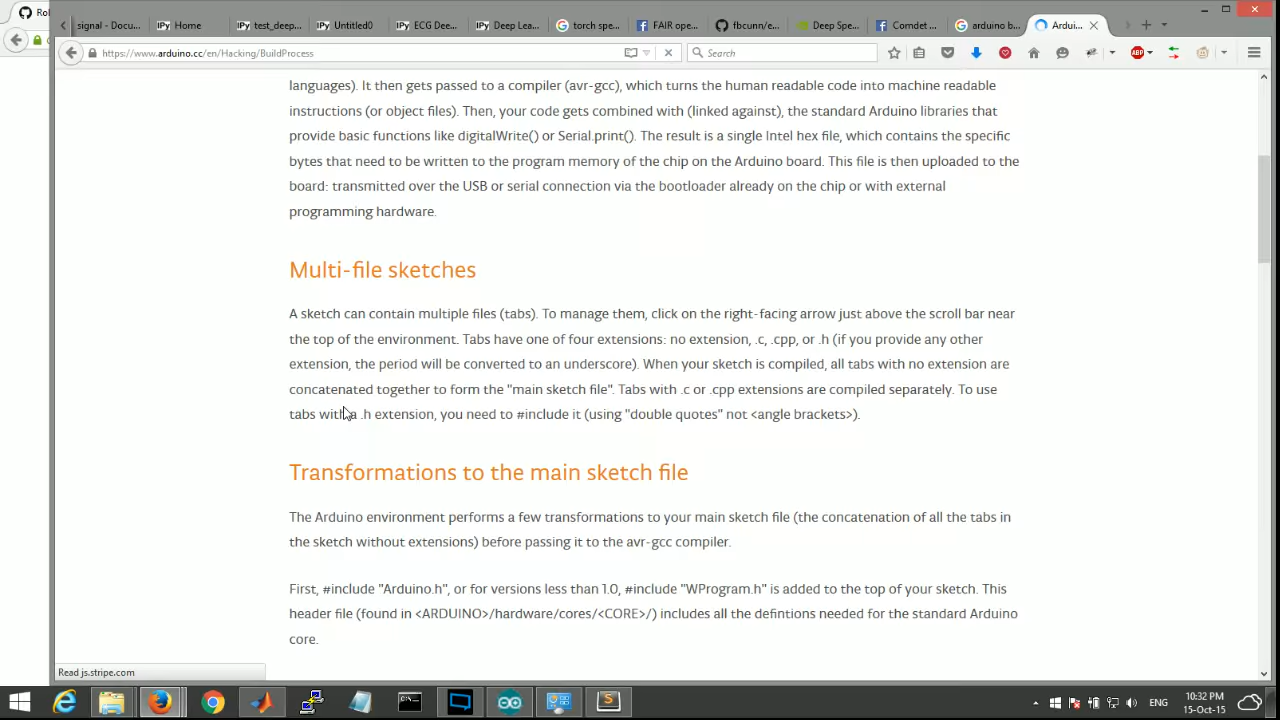 Rol
signal - Docu...
Home
test_deep...
Untitled0
ECG Dee...
Deep Lea...
torch spe...
FAIR ope...
fbcunn/e...
Deep Spe...
Comdet ...
arduino b...
Ardui...
https://www.arduino.cc/en/Hacking/BuildProcess
Search
languages). It then gets passed to a compiler (avr-gcc), which turns the human readable code into machine readable
instructions (or object files). Then, your code gets combined with (linked against), the standard Arduino libraries that
provide basic functions like digitalWrite() or Serial.print(). The result is a single Intel hex file, which contains the specific
bytes that need to be written to the program memory of the chip on the Arduino board. This file is then uploaded to the
board: transmitted over the USB or serial connection via the bootloader already on the chip or with external
programming hardware.
Multi-file sketches
A sketch can contain multiple files (tabs). To manage them, click on the right-facing arrow just above the scroll bar near
the top of the environment. Tabs have one of four extensions: no extension, .c, .cpp, or .h (if you provide any other
extension, the period will be converted to an underscore). When your sketch is compiled, all tabs with no extension are
concatenated together to form the "main sketch file". Tabs with .c or .cpp extensions are compiled separately. To use
tabs with a .h extension, you need to #include it (using "double quotes" not <angle brackets>).
Transformations to the main sketch file
The Arduino environment performs a few transformations to your main sketch file (the concatenation of all the tabs in
the sketch without extensions) before passing it to the avr-gcc compiler.
First, #include "Arduino.h", or for versions less than 1.0, #include "WProgram.h" is added to the top of your sketch. This
header file (found in <ARDUINO>/hardware/cores/<CORE>/) includes all the defintions needed for the standard Arduino
core.
Read js.stripe.com
ENG
10:32 PM
15-Oct-15